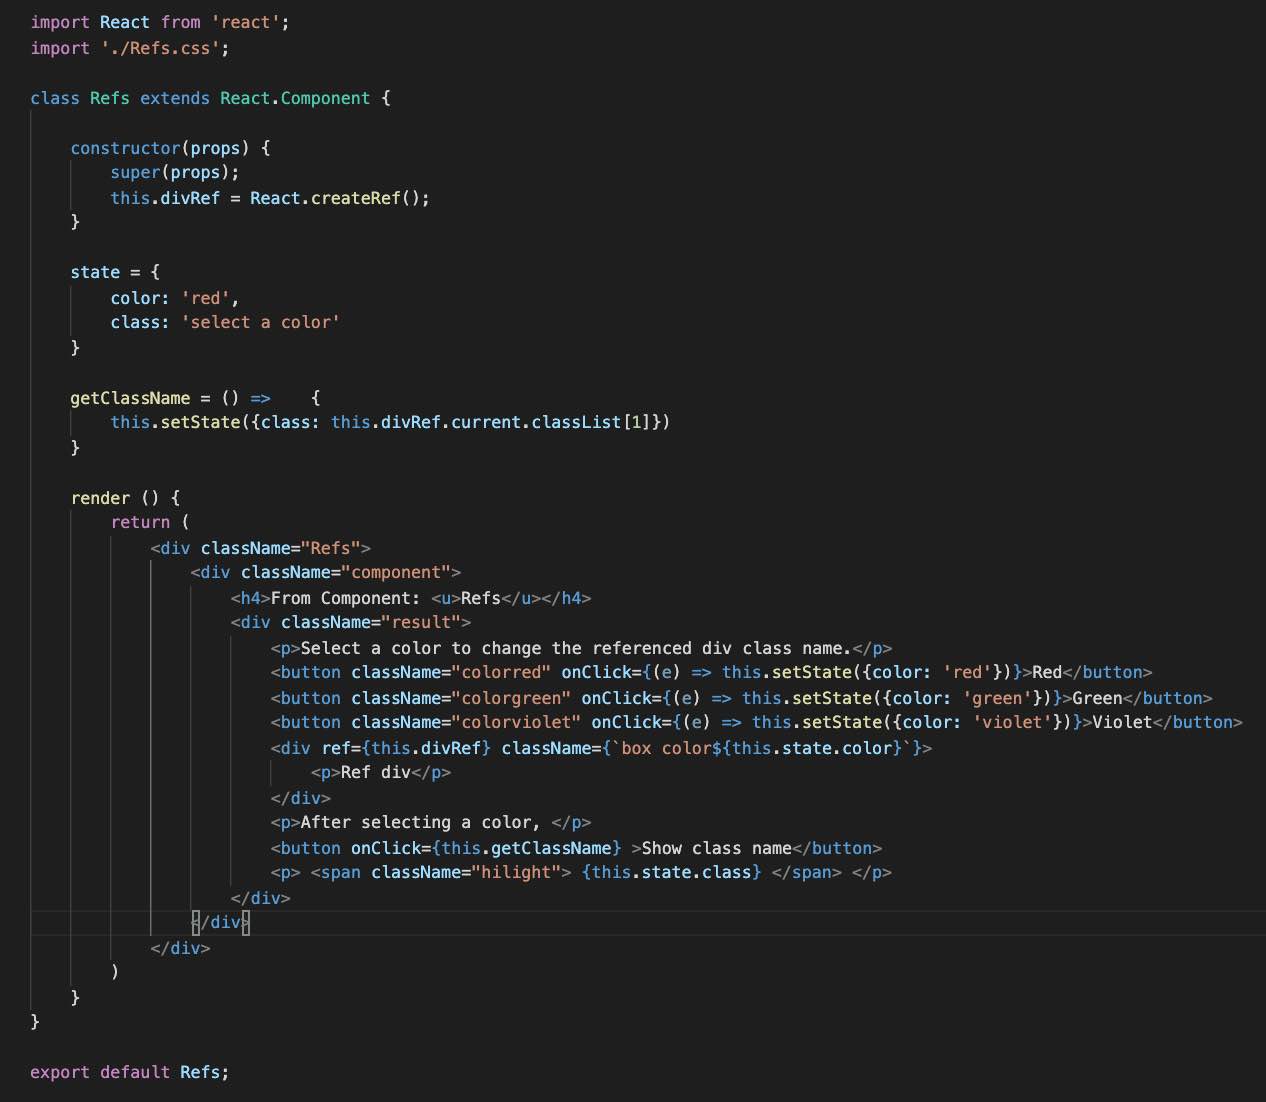 import React from 'react';
import './Refs.css';
class Refs extends React.Component {
constructor(props) {
super(props);
this.divRef = React.createRef();
}
state = {
color: 'red',
class: 'select a color'
}
getClassName = () =>    {
this.setState({class: this.divRef.current.classList[1]})
}
render () {
return (
<div className="Refs">
<div className="component">
<h4>From Component: <u>Refs</u></h4>
<div className="result">
<p>Select a color to change the referenced div class name.</p>
<button className="colorred" onClick={(e) => this.setState({color: 'red'})}>Red</button>
<button className="colorgreen" onClick={(e) => this.setState({color: 'green'})}>Green</button>
<button className="colorviolet" onClick={(e) => this.setState({color: 'violet'})}>Violet</button>
<div ref={this.divRef} className={`box color${this.state.color}`}>
<p>Ref div</p>
</div>
<p>After selecting a color, </p>
<button onClick={this.getClassName} >Show class name</button>
<p> <span className="hilight"> {this.state.class} </span> </p>
</div>
</div>
</div>
)
}
}
export default Refs;